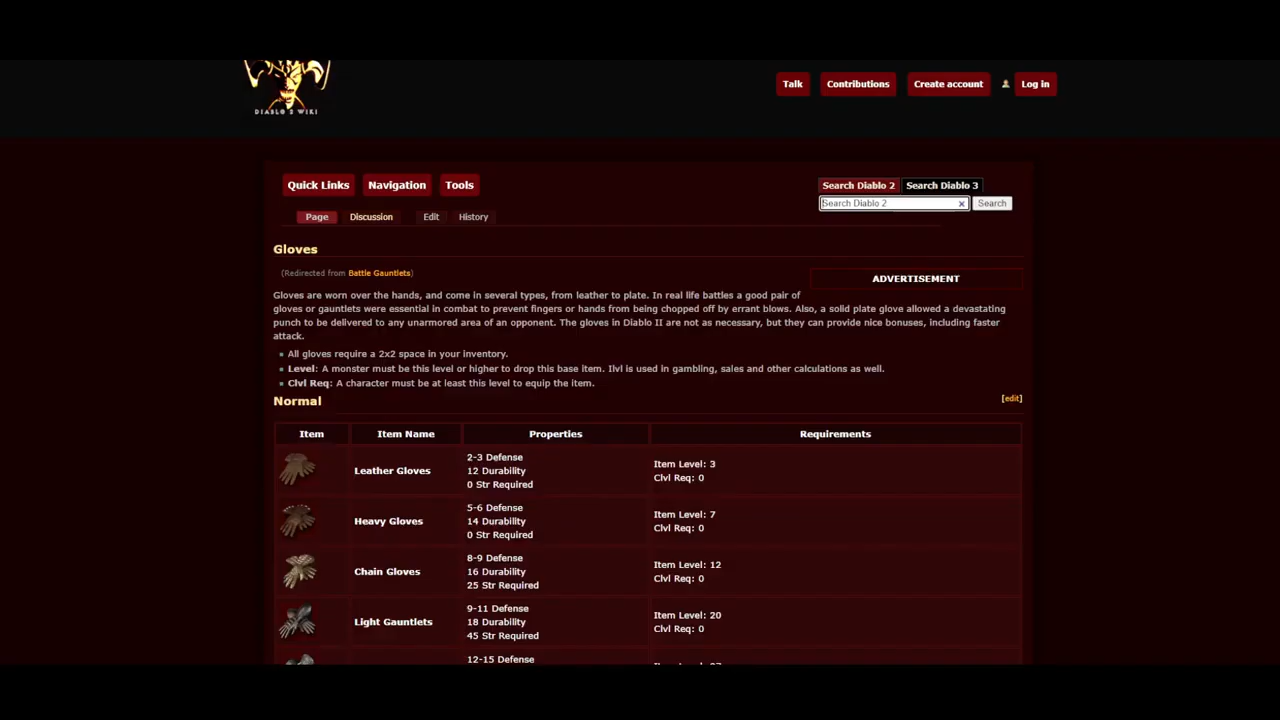 DIABLO 2 WIKI
Talk Contributions Create account Log in
Quick Links Navigation Tools
Search Diablo 2 Search Diablo 3
Search Diablo 2 x Search
Page Discussion Edit History
Gloves
(Redirected from Battle Gauntlets)
ADVERTISEMENT
Gloves are worn over the hands, and come in several types, from leather to plate. In real life battles a good pair of
gloves or gauntlets were essential in combat to prevent fingers or hands from being chopped off by errant blows. Also, a solid plate glove allowed a devastating
punch to be delivered to any unarmored area of an opponent. The gloves in Diablo II are not as necessary, but they can provide nice bonuses, including faster
attack.
All gloves require a 2x2 space in your inventory.
Level: A monster must be this level or higher to drop this base item. Ilvl is used in gambling, sales and other calculations as well.
Clvl Req: A character must be at least this level to equip the item.
Normal [edit]
Item Item Name Properties Requirements
Leather Gloves
2-3 Defense
12 Durability
0 Str Required
Item Level: 3
Clvl Req: 0
Heavy Gloves
5-6 Defense
14 Durability
0 Str Required
Item Level: 7
Clvl Req: 0
Chain Gloves
8-9 Defense
16 Durability
25 Str Required
Item Level: 12
Clvl Req: 0
Light Gauntlets
9-11 Defense
18 Durability
45 Str Required
Item Level: 20
Clvl Req: 0
12-15 Defense